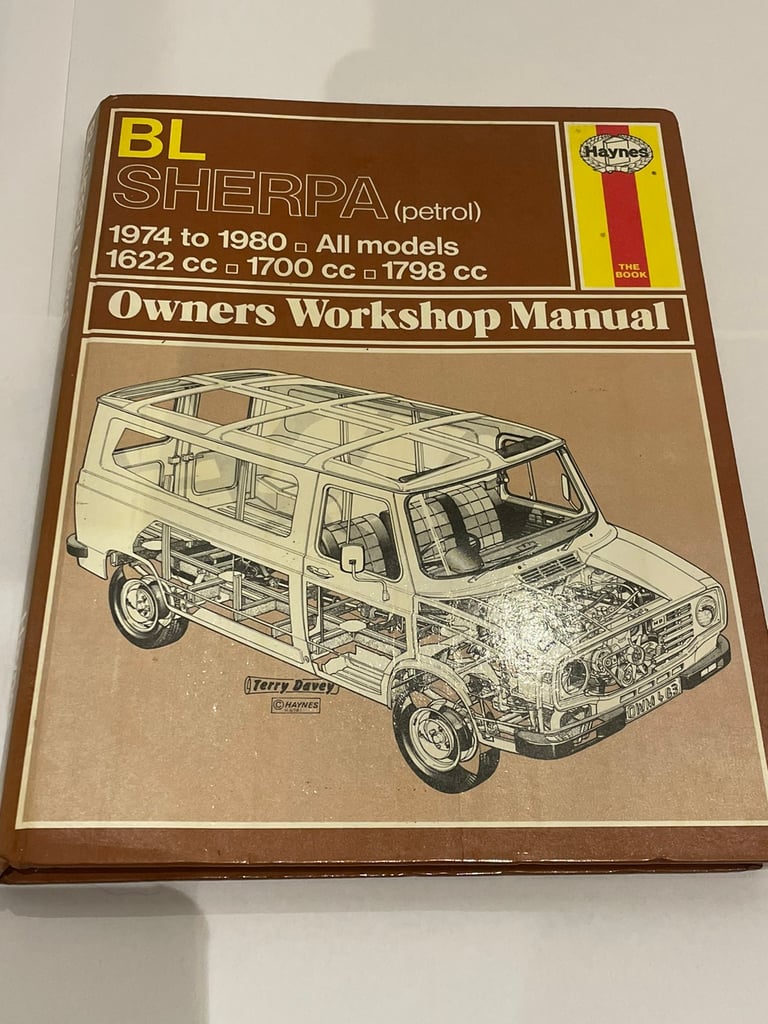 BL
SHERPA (petrol)
1974 to 1980 □ All models
1622 cc □ 1700 cc □ 1798 cc
Haynes
THE
BOOK
Owners Workshop Manual
Terry Davey
© HAYNES